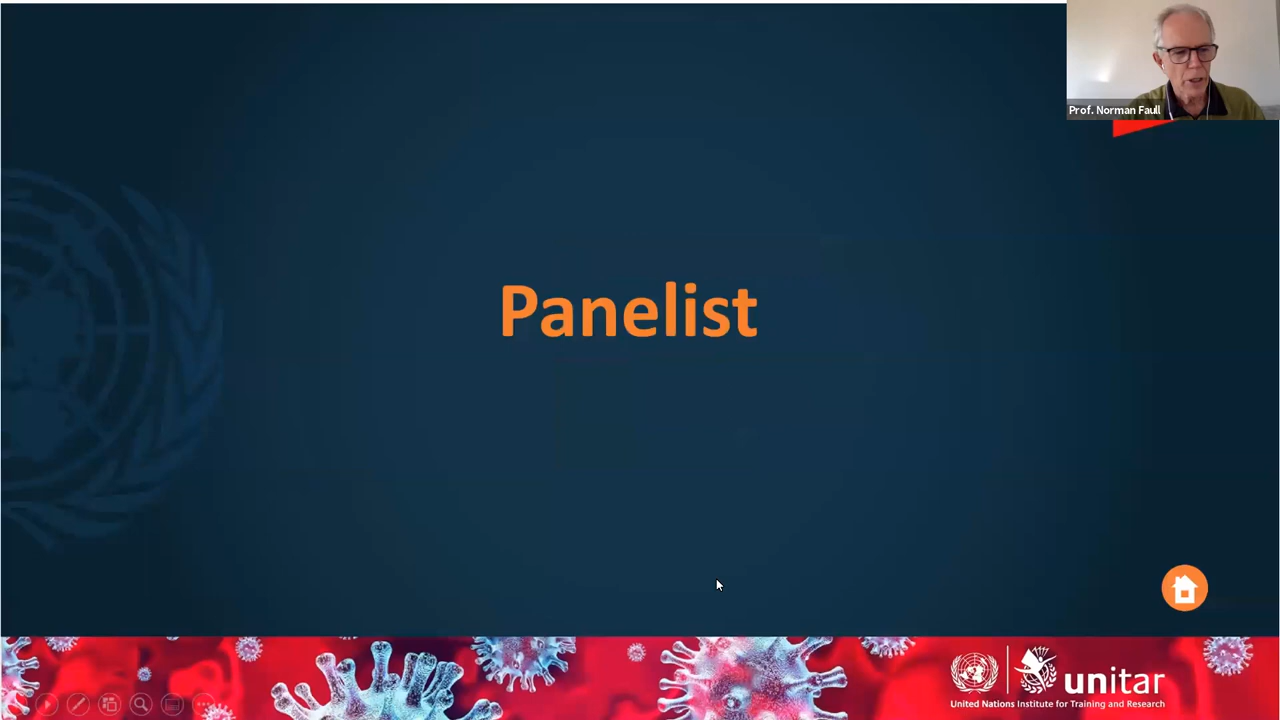 Prof. Norman Faull
Panelist
unitar
United Nations Institute for Training and Research